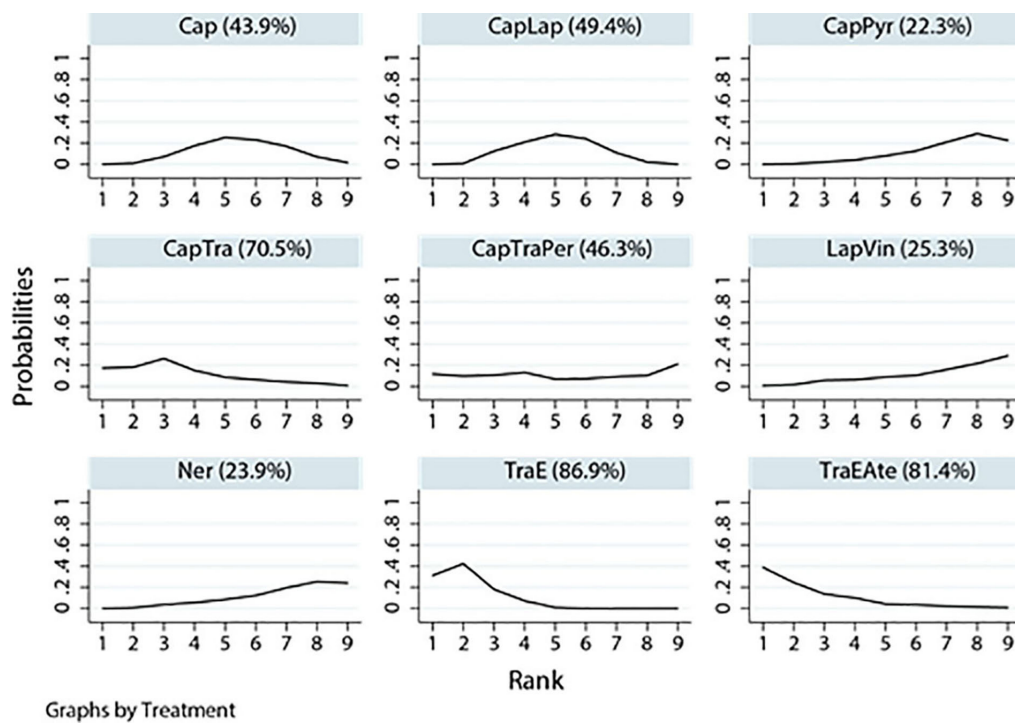 Cap (43.9%) CapLap (49.4%) CapPyr (22.3%)
0 .2 .4 .6 .8 1 0 .2 .4 .6 .8 1 0 .2 .4 .6 .8 1
1 2 3 4 5 6 7 8 9 1 2 3 4 5 6 7 8 9 1 2 3 4 5 6 7 8 9
CapTra (70.5%) CapTraPer (46.3%) LapVin (25.3%)
Probabilities
0 .2 .4 .6 .8 1 0 .2 .4 .6 .8 1 0 .2 .4 .6 .8 1
1 2 3 4 5 6 7 8 9 1 2 3 4 5 6 7 8 9 1 2 3 4 5 6 7 8 9
Ner (23.9%) TraE (86.9%) TraEAte (81.4%)
0 .2 .4 .6 .8 1 0 .2 .4 .6 .8 1 0 .2 .4 .6 .8 1
1 2 3 4 5 6 7 8 9 1 2 3 4 5 6 7 8 9 1 2 3 4 5 6 7 8 9
Rank
Graphs by Treatment